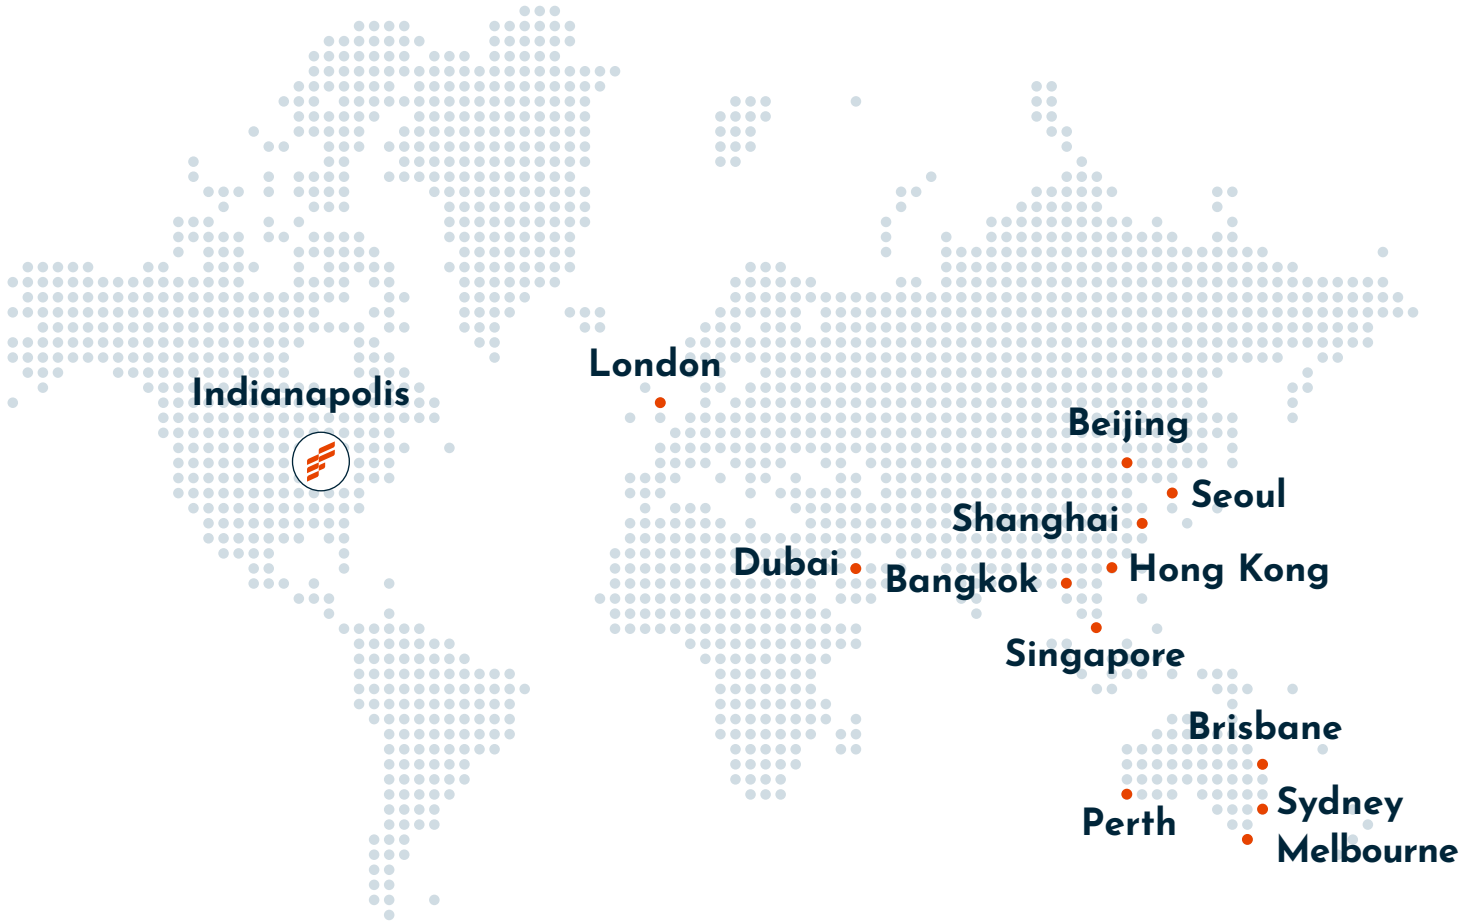 London
Indianapolis
Beijing
Seoul
Shanghai
Dubai
Bangkok
Hong Kong
Singapore
Brisbane
Sydney
Perth
Melbourne